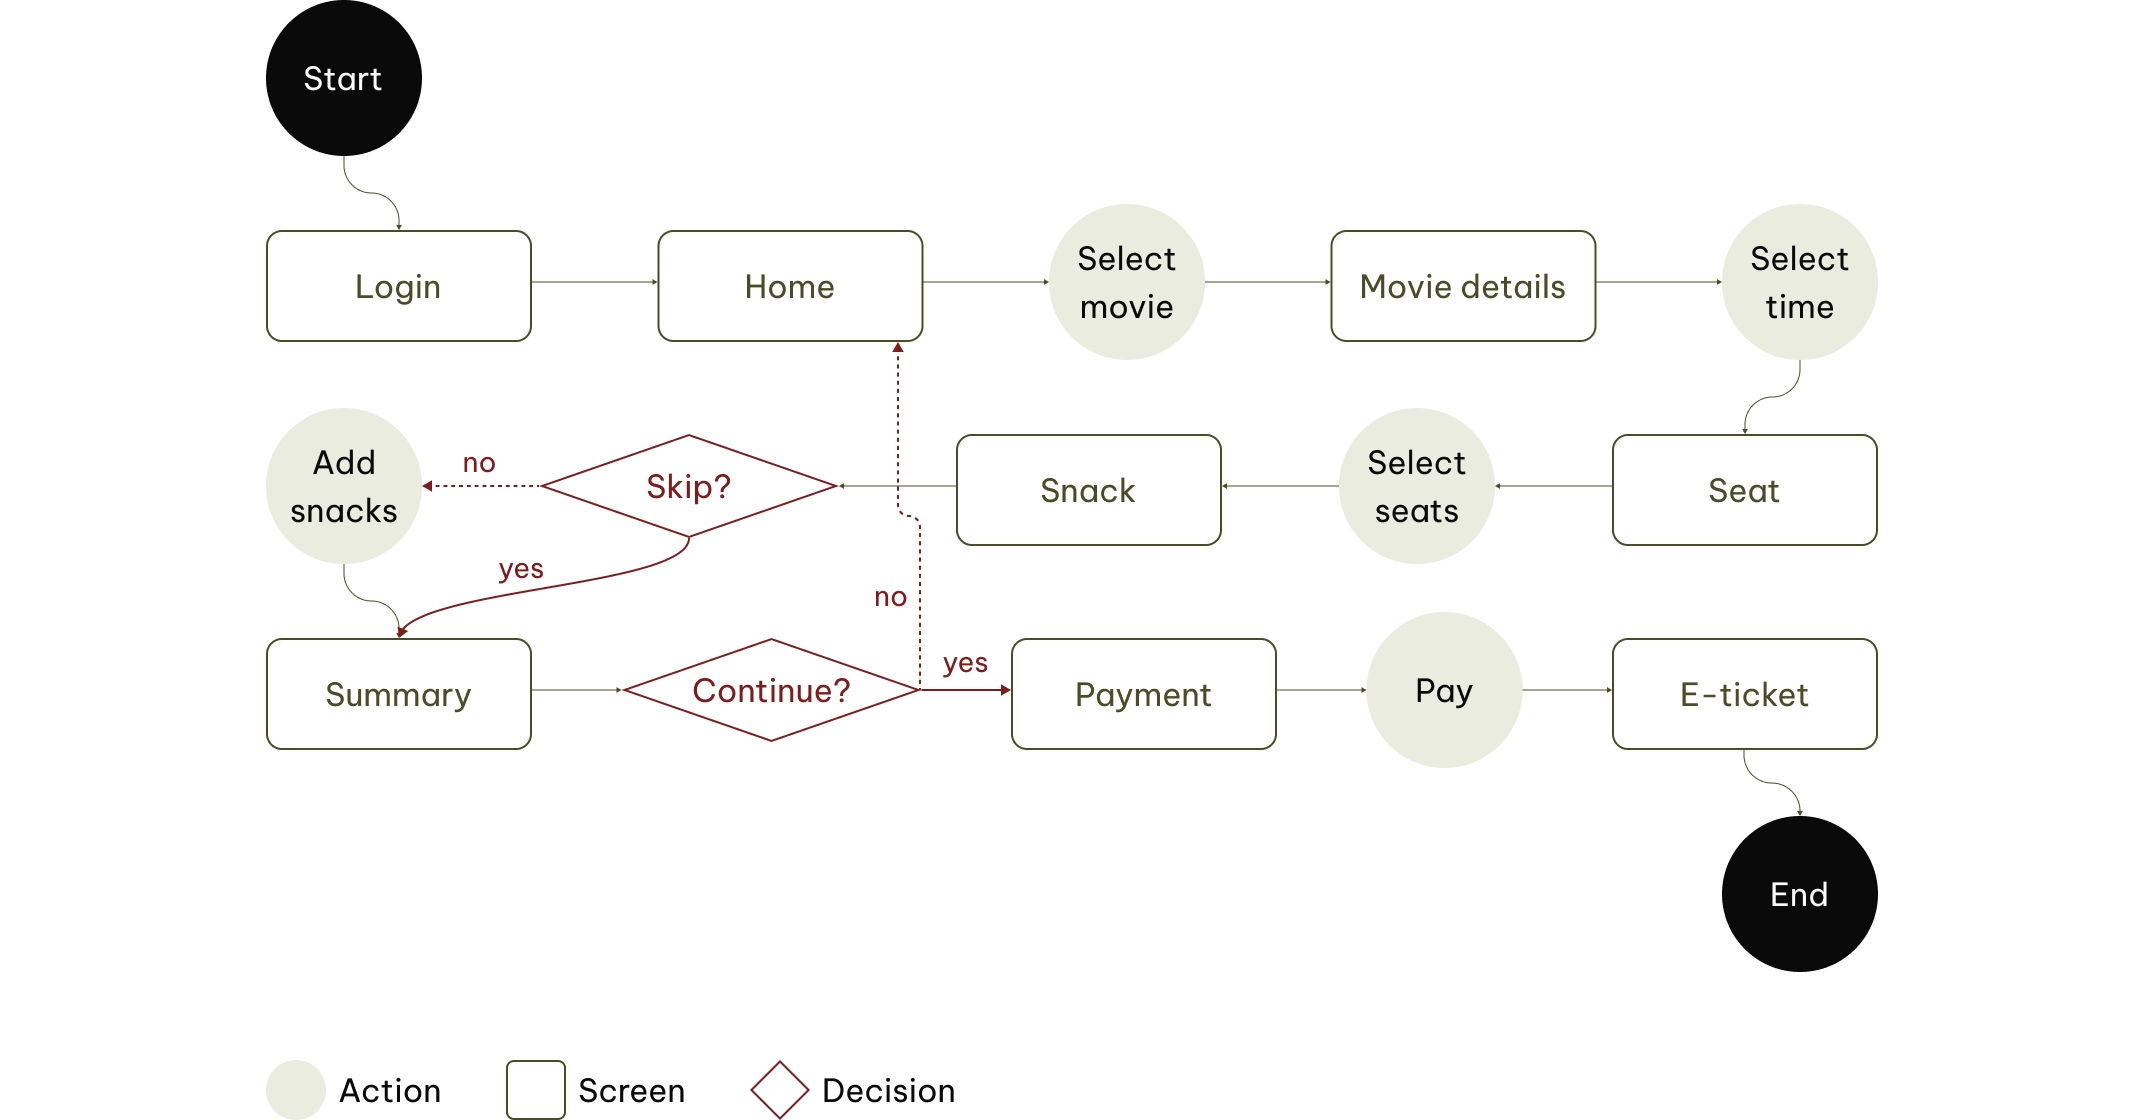 Start
Login
Home
Select
movie
Movie details
Select
time
Add
snacks
no
Skip?
Snack
Select
seats
Seat
yes
no
Summary
Continue?
yes
Payment
Pay
E-ticket
End
Action
Screen
Decision